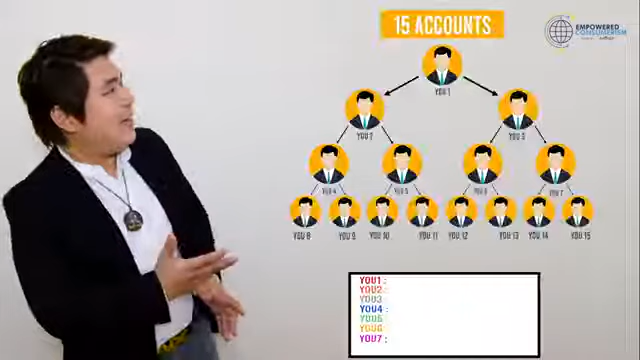 15 ACCOUNTS
EMPOWERED
CONSUMERISM
YOU 1
YOU 2
YOU 3
YOU 4
YOU 5
YOU 6
YOU 7
YOU 8
YOU 9
YOU 10
YOU 11
YOU 12
YOU 13
YOU 14
YOU 15
YOU1 :
YOU2 :
YOU3 :
YOU4 :
YOU5 :
YOU6 :
YOU7 :